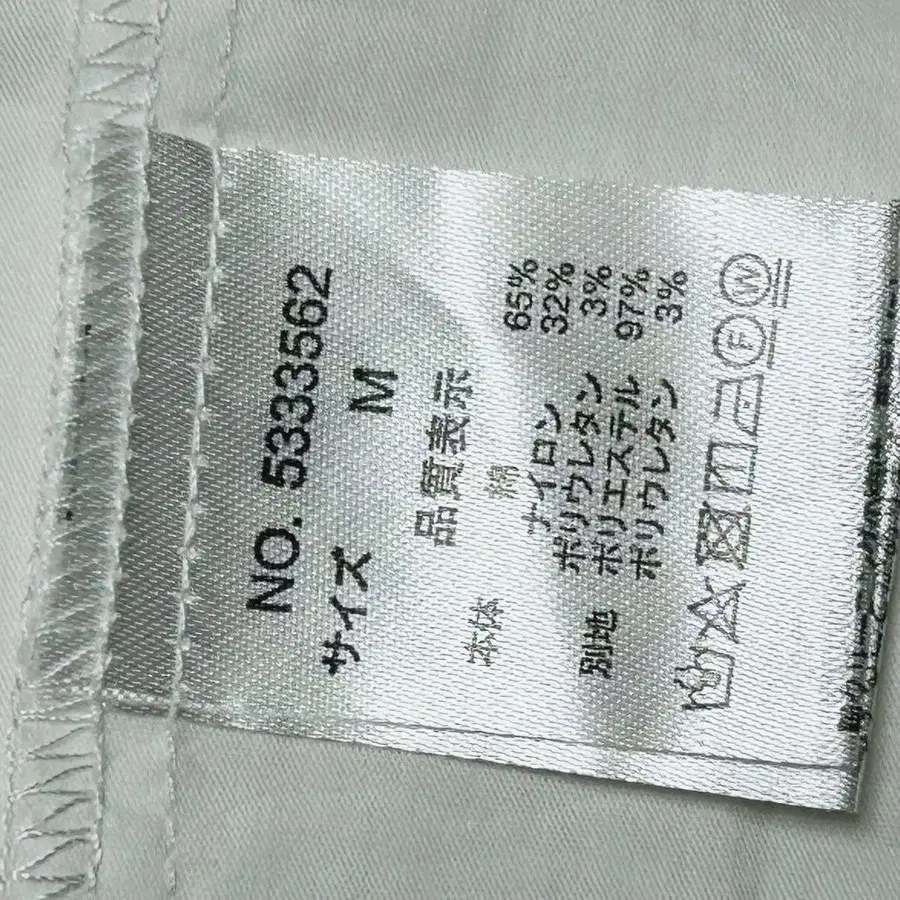 NO. 5333562
サイズ M
品質表示
本体 綿 65%
ナイロン 32%
ポリウレタン 3%
別地 ポリエステル 97%
ポリウレタン 3%
F W